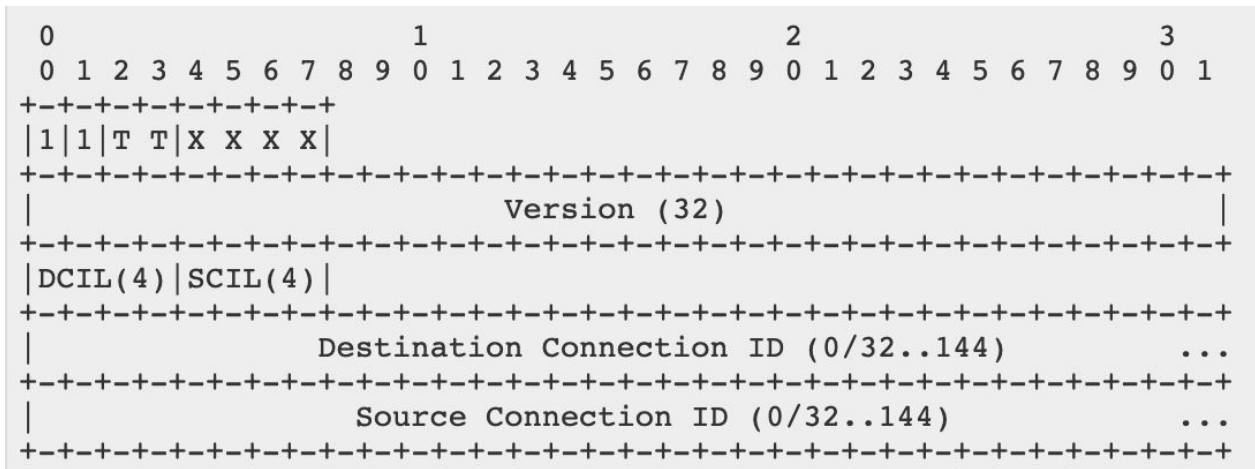 0                   1                   2                   3
 0 1 2 3 4 5 6 7 8 9 0 1 2 3 4 5 6 7 8 9 0 1 2 3 4 5 6 7 8 9 0 1
+-+-+-+-+-+-+-+-+
|1|1|T T|X X X X|
+-+-+-+-+-+-+-+-+-+-+-+-+-+-+-+-+-+-+-+-+-+-+-+-+-+-+-+-+-+-+-+-+
|                         Version (32)                          |
+-+-+-+-+-+-+-+-+-+-+-+-+-+-+-+-+-+-+-+-+-+-+-+-+-+-+-+-+-+-+-+-+
|DCIL(4)|SCIL(4)|
+-+-+-+-+-+-+-+-+-+-+-+-+-+-+-+-+-+-+-+-+-+-+-+-+-+-+-+-+-+-+-+-+
|               Destination Connection ID (0/32..144)         ...
+-+-+-+-+-+-+-+-+-+-+-+-+-+-+-+-+-+-+-+-+-+-+-+-+-+-+-+-+-+-+-+-+
|                 Source Connection ID (0/32..144)            ...
+-+-+-+-+-+-+-+-+-+-+-+-+-+-+-+-+-+-+-+-+-+-+-+-+-+-+-+-+-+-+-+-+